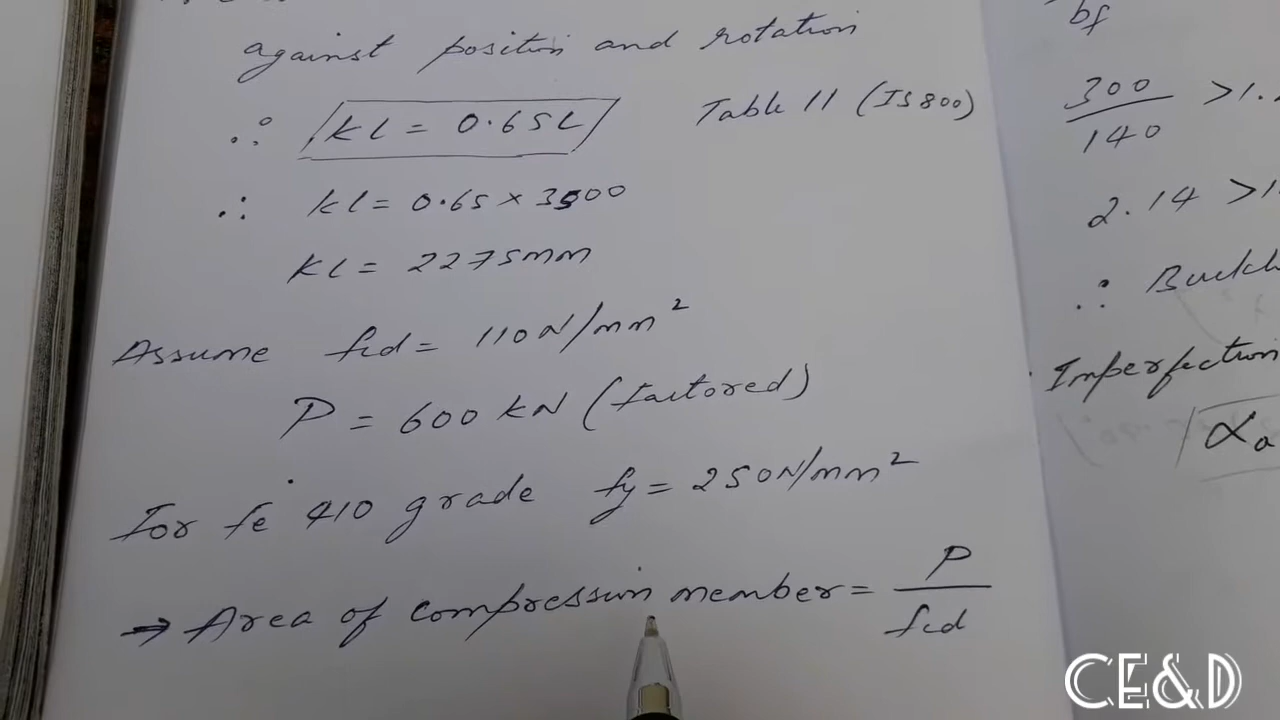 against position and rotation
∴ KL = 0.65L Table 11 (IS800)
∴ KL = 0.65 × 3500
KL = 2275mm
Assume fcd = 110N/mm²
P = 600 kN (factored)
For fe 410 grade fy = 250N/mm²
→ Area of compression member = P / fcd
bf
300 / 140 > 1.
2.14 > 1
∴ Buckl
Imperfection
α
CE&D